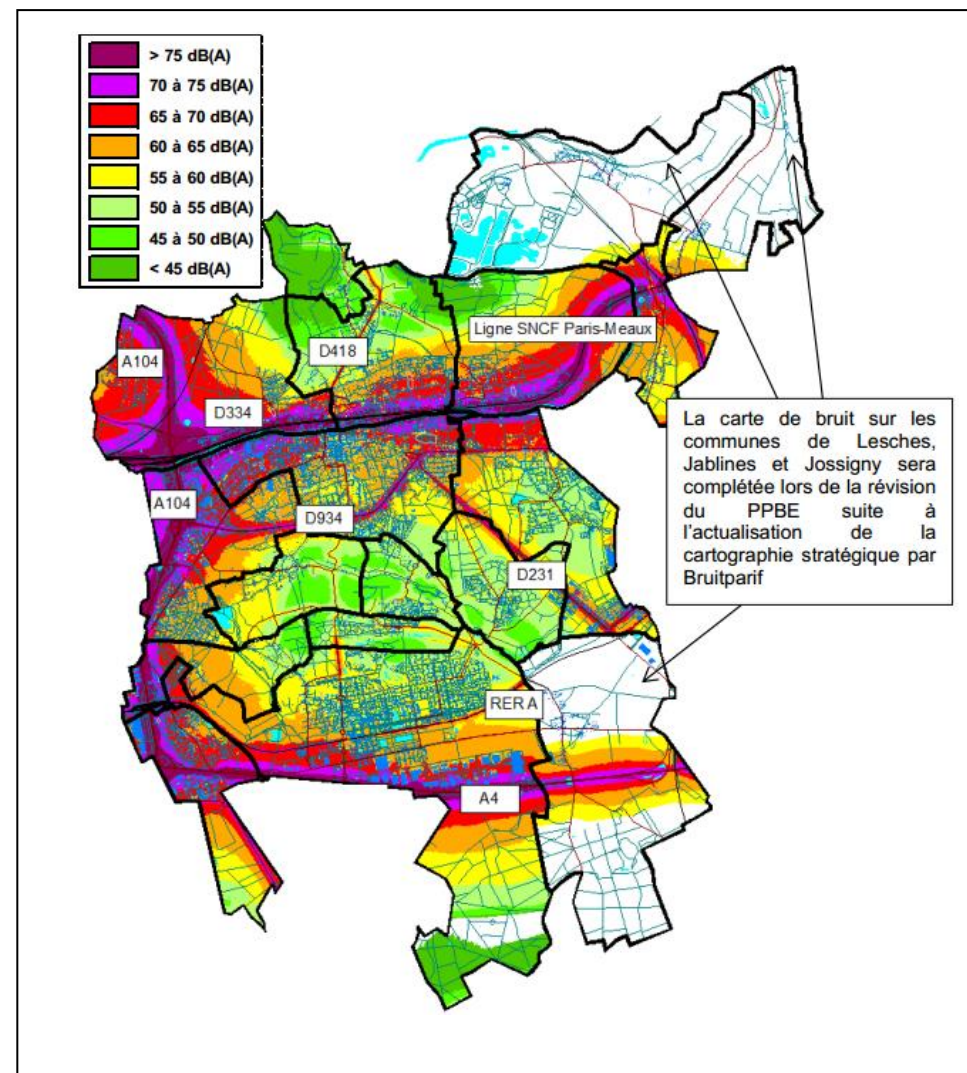 > 75 dB(A)
70 à 75 dB(A)
65 à 70 dB(A)
60 à 65 dB(A)
55 à 60 dB(A)
50 à 55 dB(A)
45 à 50 dB(A)
< 45 dB(A)
Ligne SNCF Paris-Meaux
D418
A104
D334
La carte de bruit sur les
communes de Lesches,
Jablines et Jossigny sera
complétée lors de la révision
du PPBE suite à
l'actualisation de la
cartographie stratégique par
Bruitparif
A104
D934
D231
RER A
A4